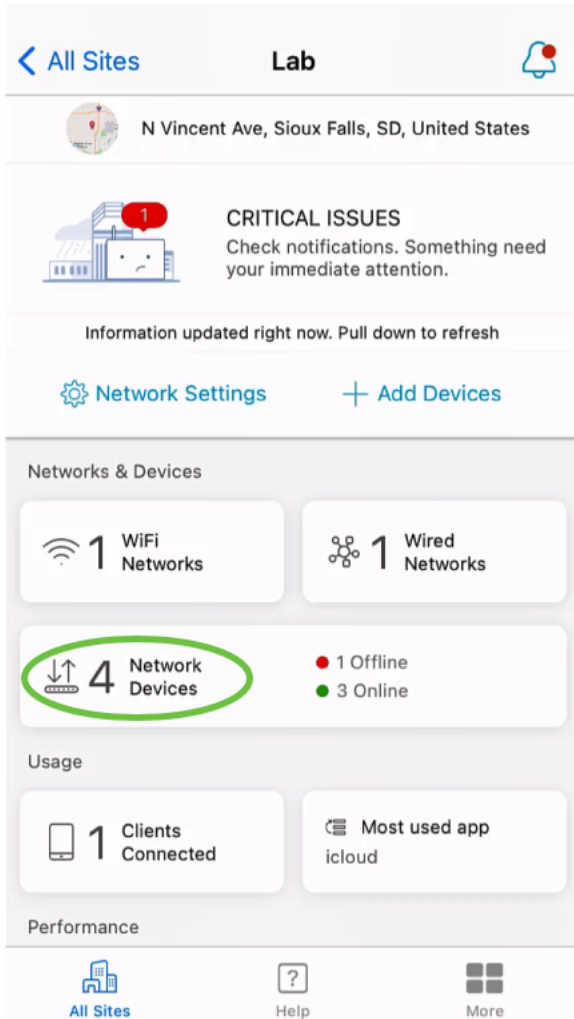 All Sites
Lab
N Vincent Ave, Sioux Falls, SD, United States
1
CRITICAL ISSUES
Check notifications. Something need
your immediate attention.
Information updated right now. Pull down to refresh
Network Settings
Add Devices
Networks & Devices
1 WiFi
Networks
1 Wired
Networks
4 Network
Devices
1 Offline
3 Online
Usage
1 Clients
Connected
Most used app
icloud
Performance
All Sites
? Help
More